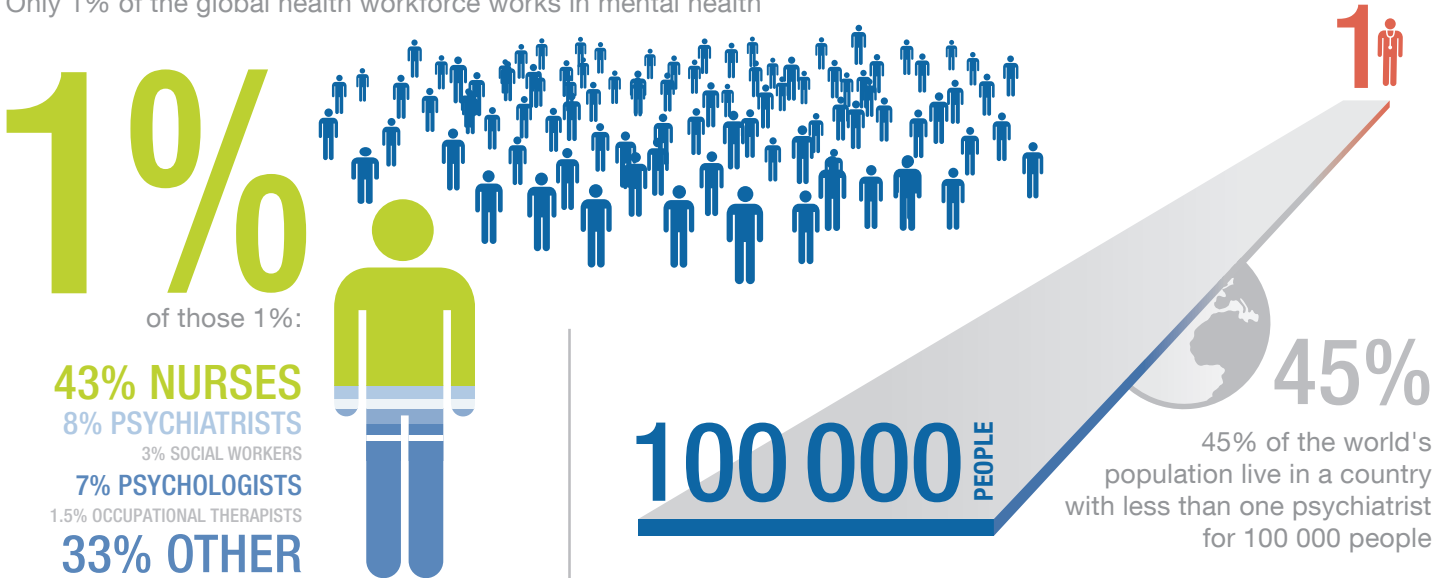 Only 1% of the global health workforce works in mental health
1%
of those 1%:
43% NURSES
8% PSYCHIATRISTS
3% SOCIAL WORKERS
7% PSYCHOLOGISTS
1.5% OCCUPATIONAL THERAPISTS
33% OTHER
1
100 000 PEOPLE
45%
45% of the world's
population live in a country
with less than one psychiatrist
for 100 000 people